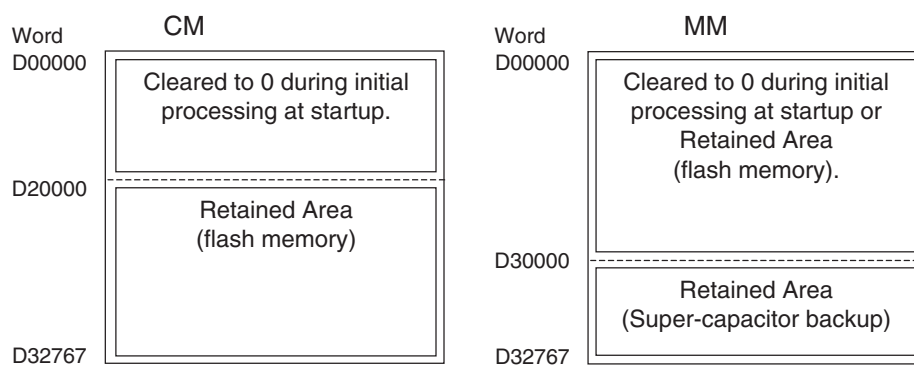 CM
Word
D00000
Cleared to 0 during initial
processing at startup.
D20000
Retained Area
(flash memory)
D32767
MM
Word
D00000
Cleared to 0 during initial
processing at startup or
Retained Area
(flash memory).
D30000
Retained Area
(Super-capacitor backup)
D32767